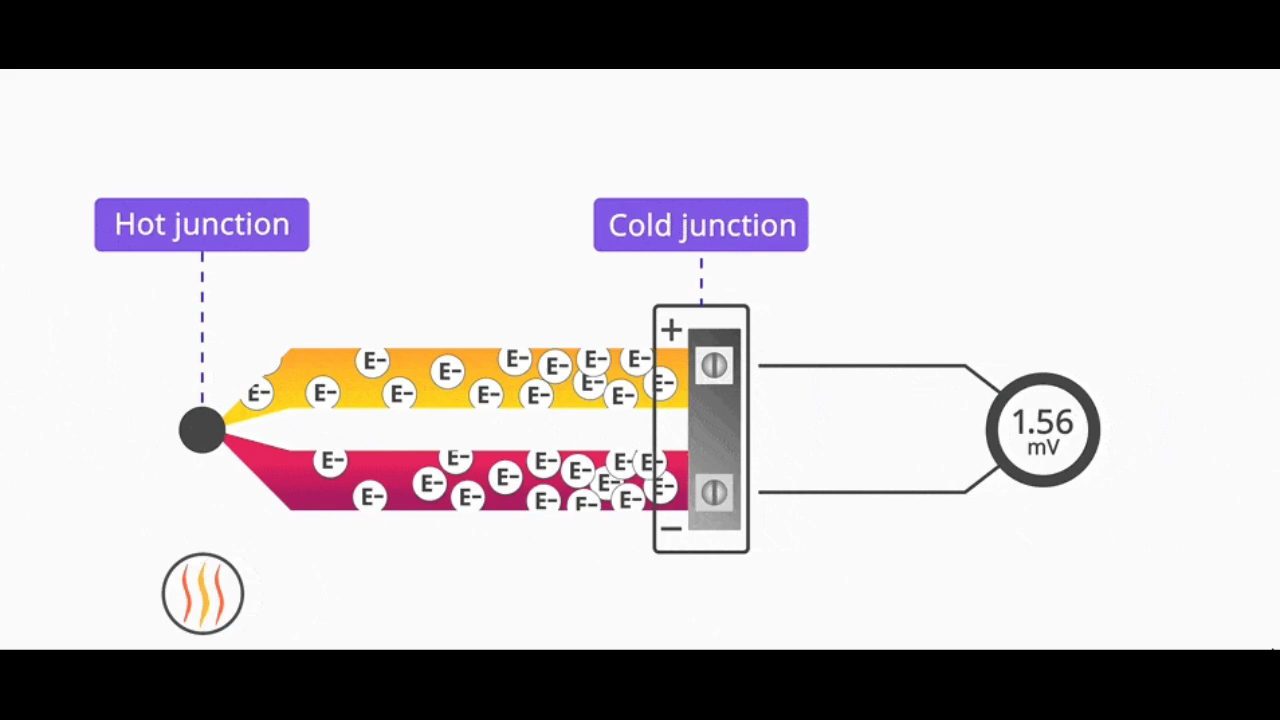 Hot junction
Cold junction
+
E− E− E− E− E− E− E− E− E− E− E− E− E− E−
1.56
mV
E− E− E− E− E− E− E− E− E− E− E− E− E− E− E−
−